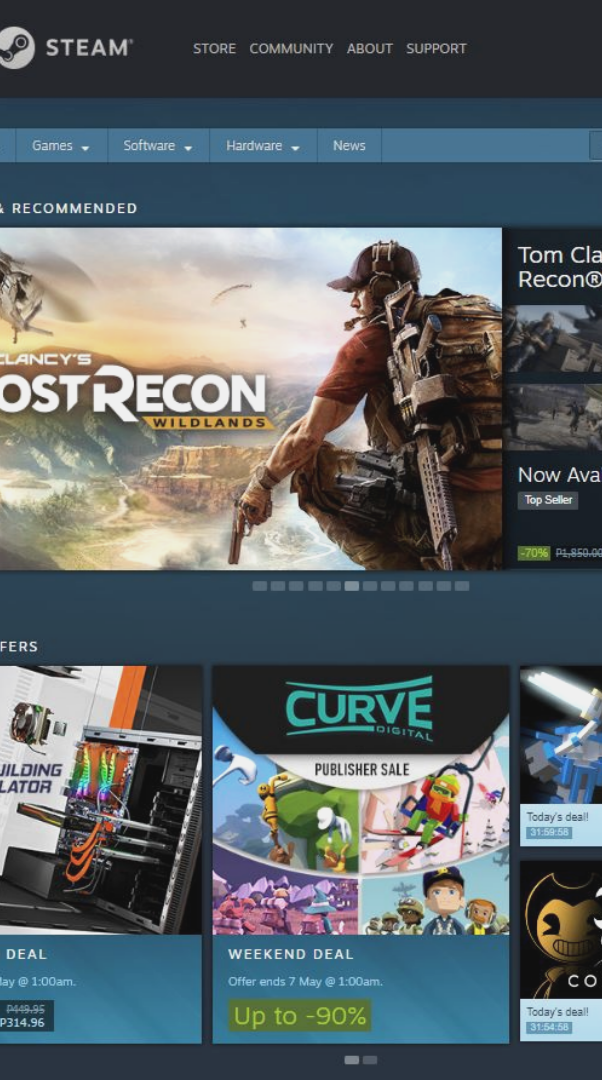 STEAM®
STORE COMMUNITY ABOUT SUPPORT
Games Software Hardware News
& RECOMMENDED
CLANCY'S
OST RECON
WILDLANDS
Tom Cla
Recon®
Now Ava
Top Seller
-70% P1,850.00
FERS
UILDING
LATOR
CURVE
DIGITAL
PUBLISHER SALE
Today's deal!
31:59:58
DEAL
ay @ 1:00am.
P449.95
P314.96
WEEKEND DEAL
Offer ends 7 May @ 1:00am.
Up to -90%
CO
Today's deal!
31:54:58